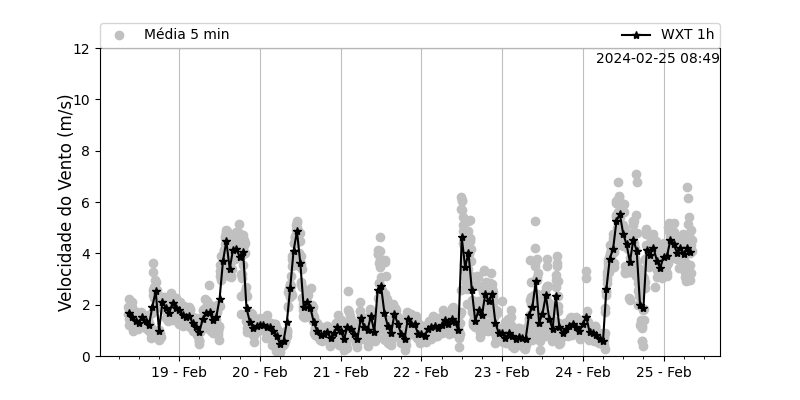 Média 5 min
WXT 1h
2024-02-25 08:49
Velocidade do Vento (m/s)
12
10
8
6
4
2
0
19 - Feb
20 - Feb
21 - Feb
22 - Feb
23 - Feb
24 - Feb
25 - Feb